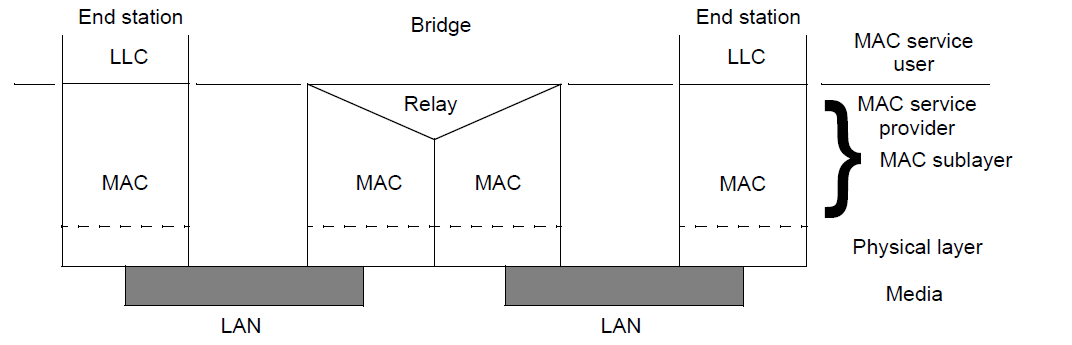 End station
Bridge
End station
LLC
LLC
MAC service
user
Relay
MAC service
provider
MAC
MAC
MAC
MAC
MAC sublayer
Physical layer
Media
LAN
LAN